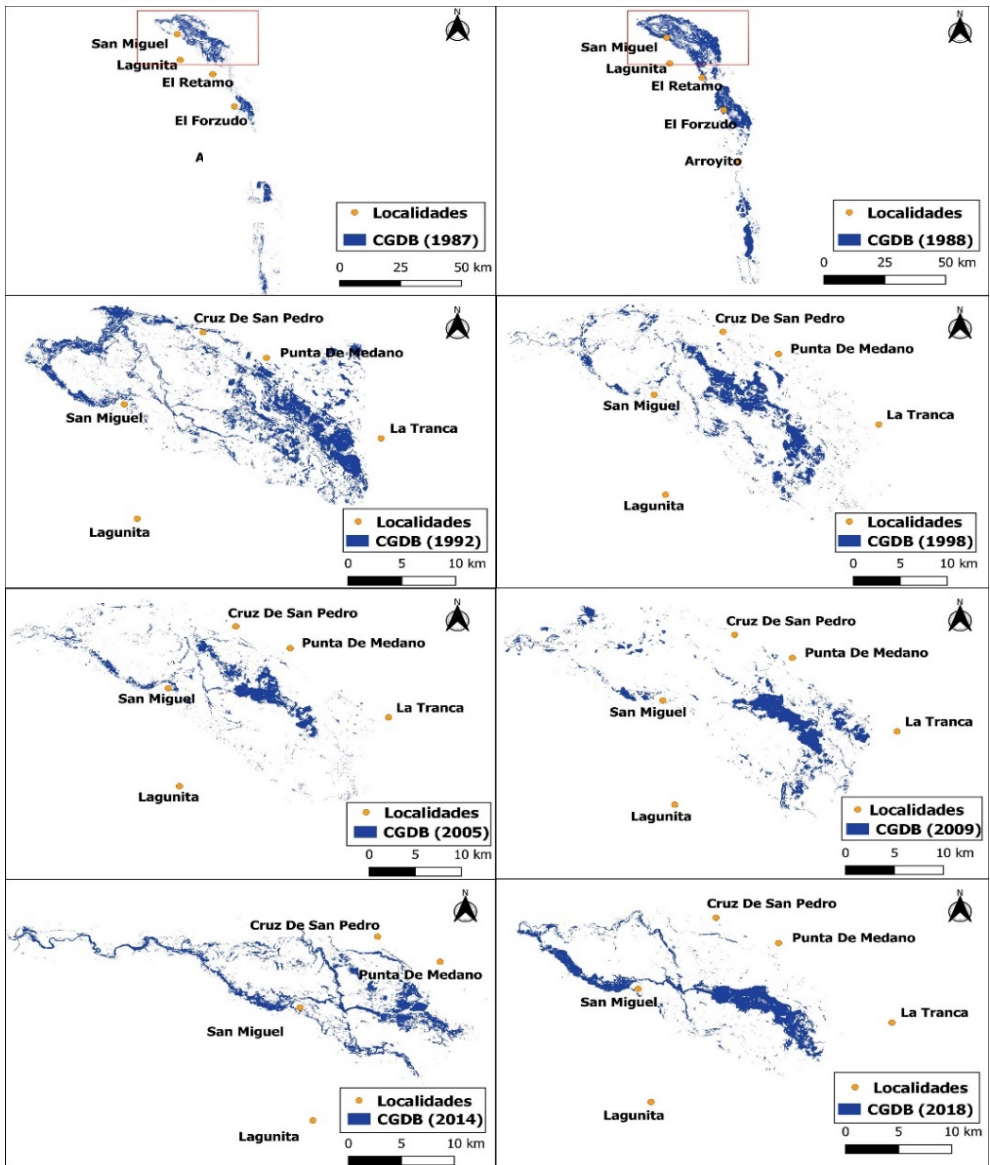 N
San Miguel
Lagunita
El Retamo
El Forzudo
A
Localidades
CGDB (1987)
0 25 50 km
N
San Miguel
Lagunita
El Retamo
El Forzudo
Arroyito
Localidades
CGDB (1988)
0 25 50 km
N
Cruz De San Pedro
Punta De Medano
San Miguel
La Tranca
Lagunita
Localidades
CGDB (1992)
0 5 10 km
N
Cruz De San Pedro
Punta De Medano
San Miguel
La Tranca
Lagunita
Localidades
CGDB (1998)
0 5 10 km
N
Cruz De San Pedro
Punta De Medano
San Miguel
La Tranca
Lagunita
Localidades
CGDB (2005)
0 5 10 km
N
Cruz De San Pedro
Punta De Medano
San Miguel
La Tranca
Lagunita
Localidades
CGDB (2009)
0 5 10 km
N
Cruz De San Pedro
Punta De Medano
San Miguel
Localidades
CGDB (2014)
Lagunita
0 5 10 km
N
Cruz De San Pedro
Punta De Medano
San Miguel
La Tranca
Localidades
CGDB (2018)
Lagunita
0 5 10 km